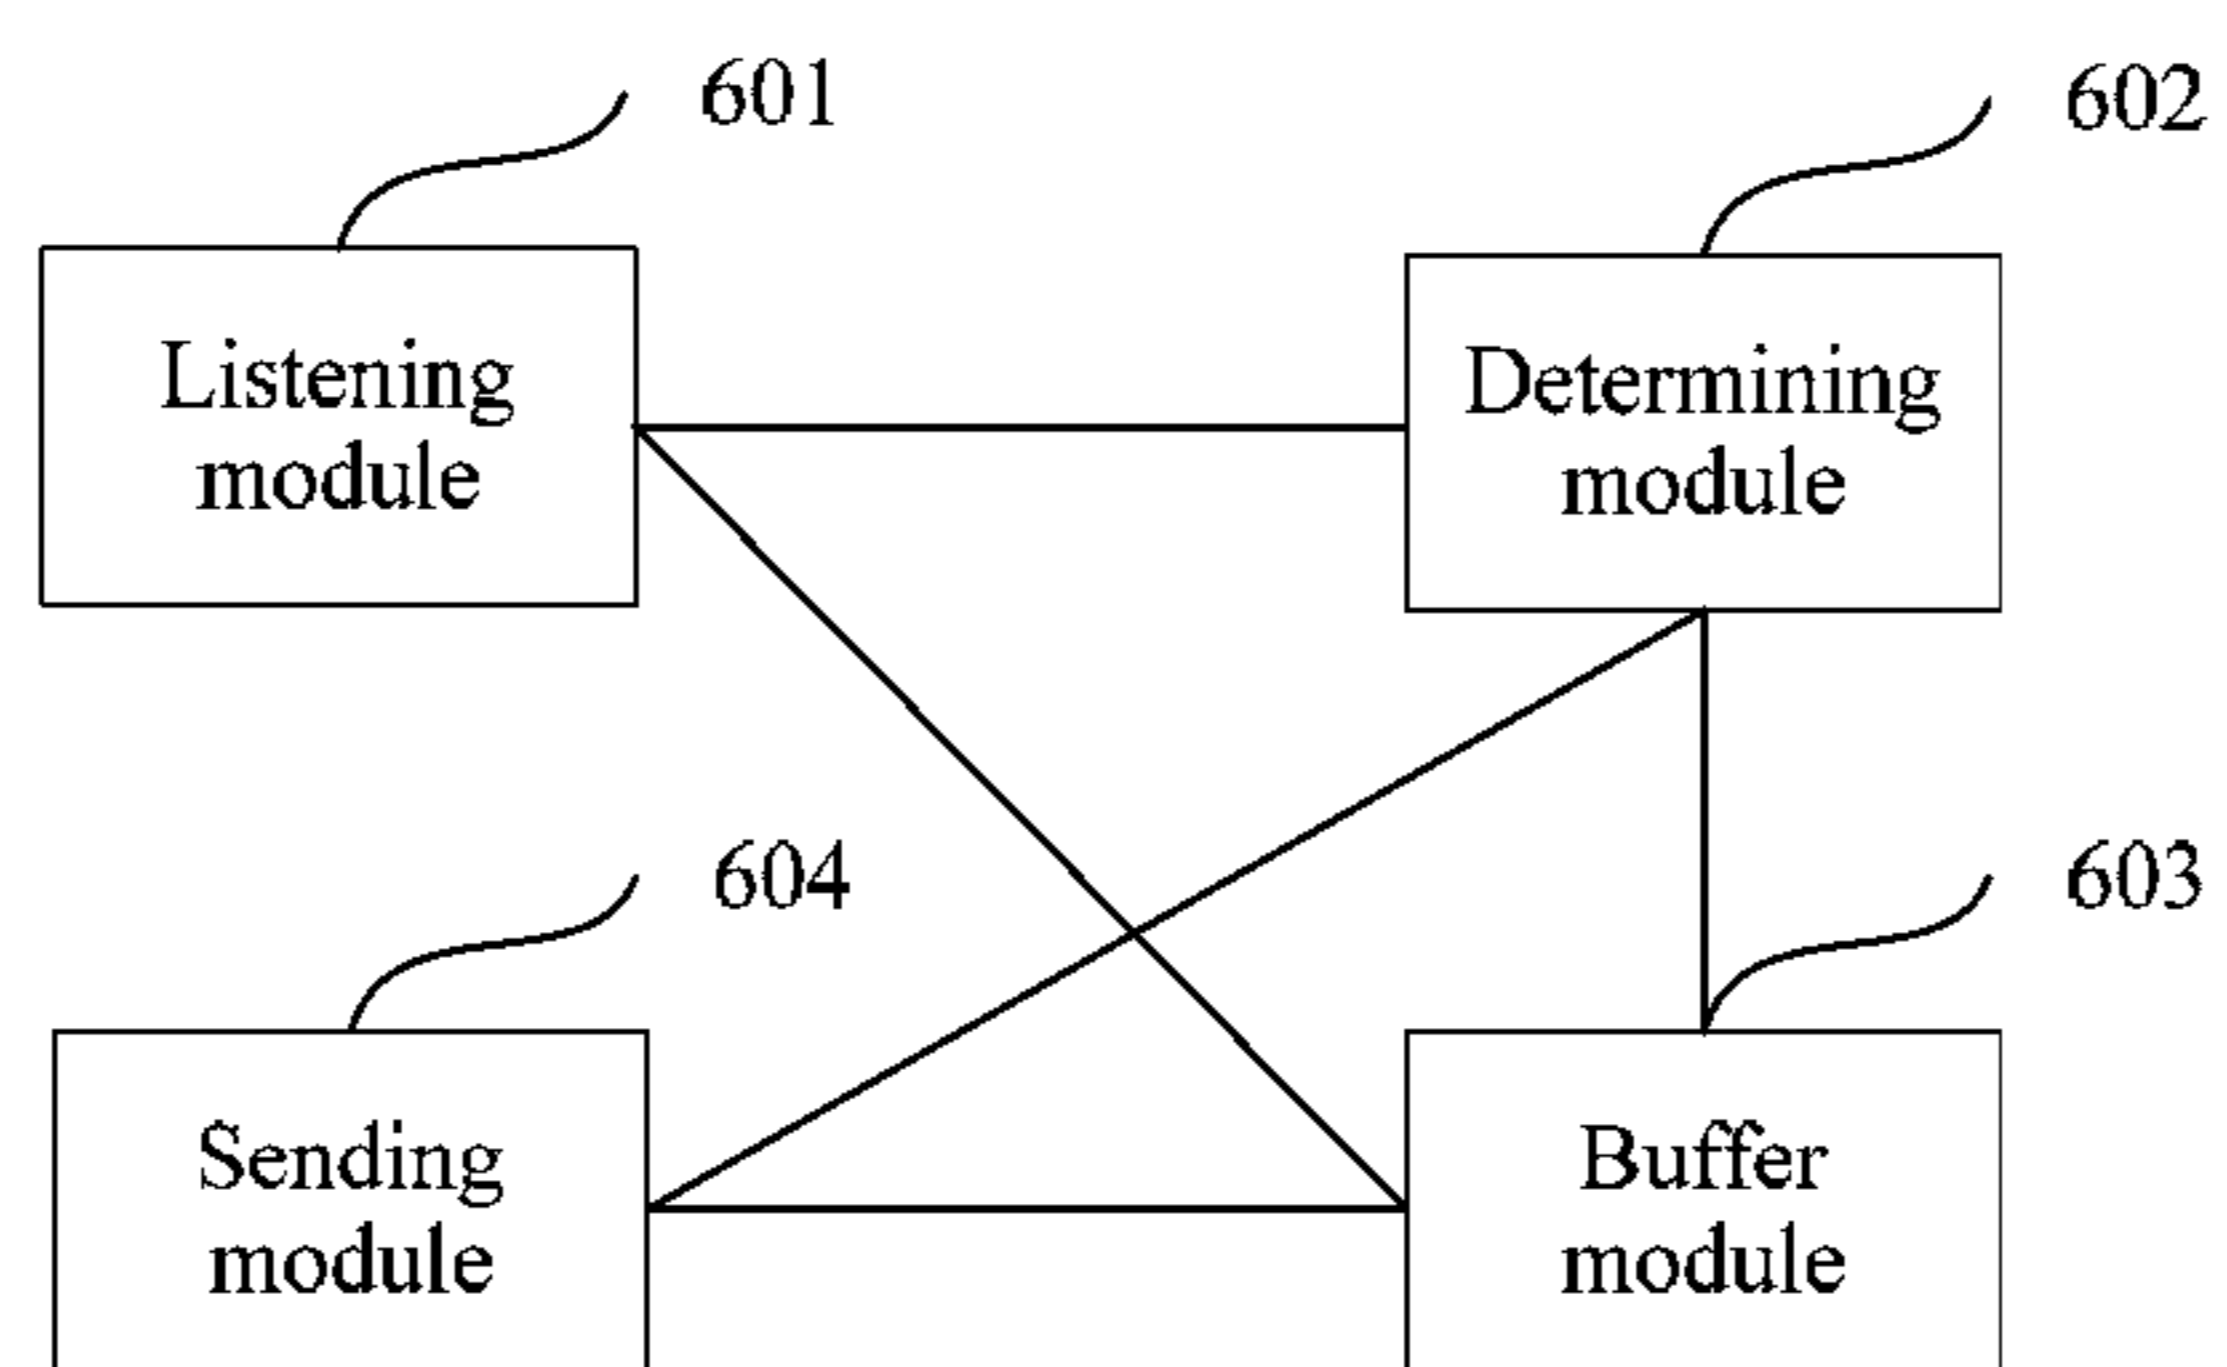 601
602
Listening
module
Determining
module
604
603
Sending
module
Buffer
module